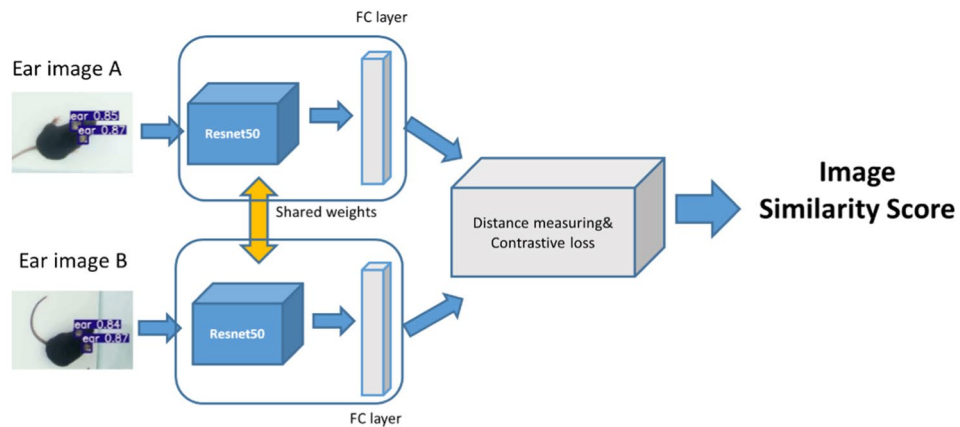 FC layer
Ear image A
ear 0.85
ear 0.87
Resnet50
Shared weights
Distance measuring&
Contrastive loss
Image
Similarity Score
Ear image B
ear 0.84
ear 0.87
Resnet50
FC layer